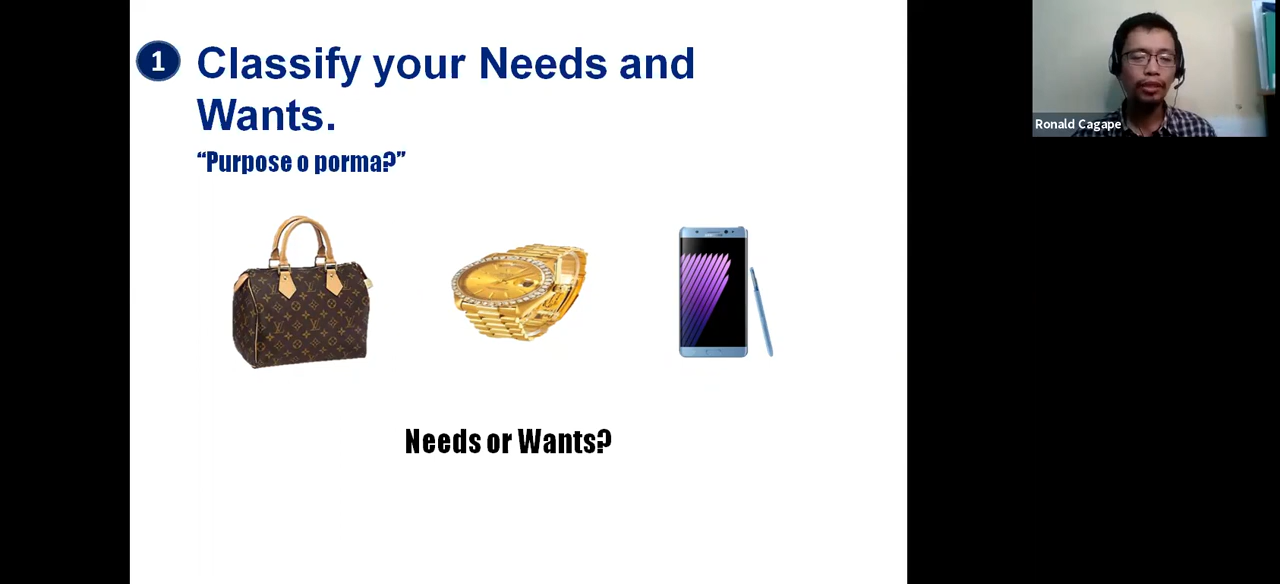 1 Classify your Needs and
Wants.
“Purpose o porma?”
Needs or Wants?
Ronald Cagape